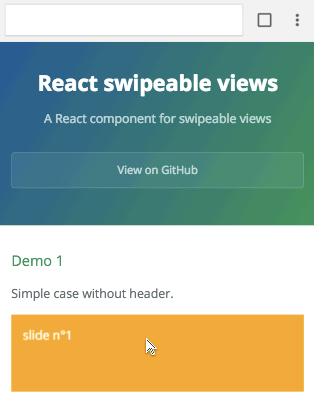 React swipeable views
A React component for swipeable views
View on GitHub
Demo 1
Simple case without header.
slide n°1